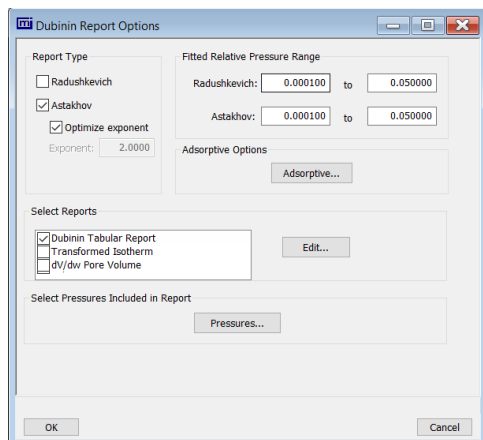 mi Dubinin Report Options
Report Type
Radushkevich
Astakhov
Optimize exponent
Exponent: 2.0000
Fitted Relative Pressure Range
Radushkevich: 0.000100 to 0.050000
Astakhov: 0.000100 to 0.050000
Adsorptive Options
Adsorptive...
Select Reports
Dubinin Tabular Report
Transformed Isotherm
dV/dw Pore Volume
Edit...
Select Pressures Included in Report
Pressures...
OK Cancel